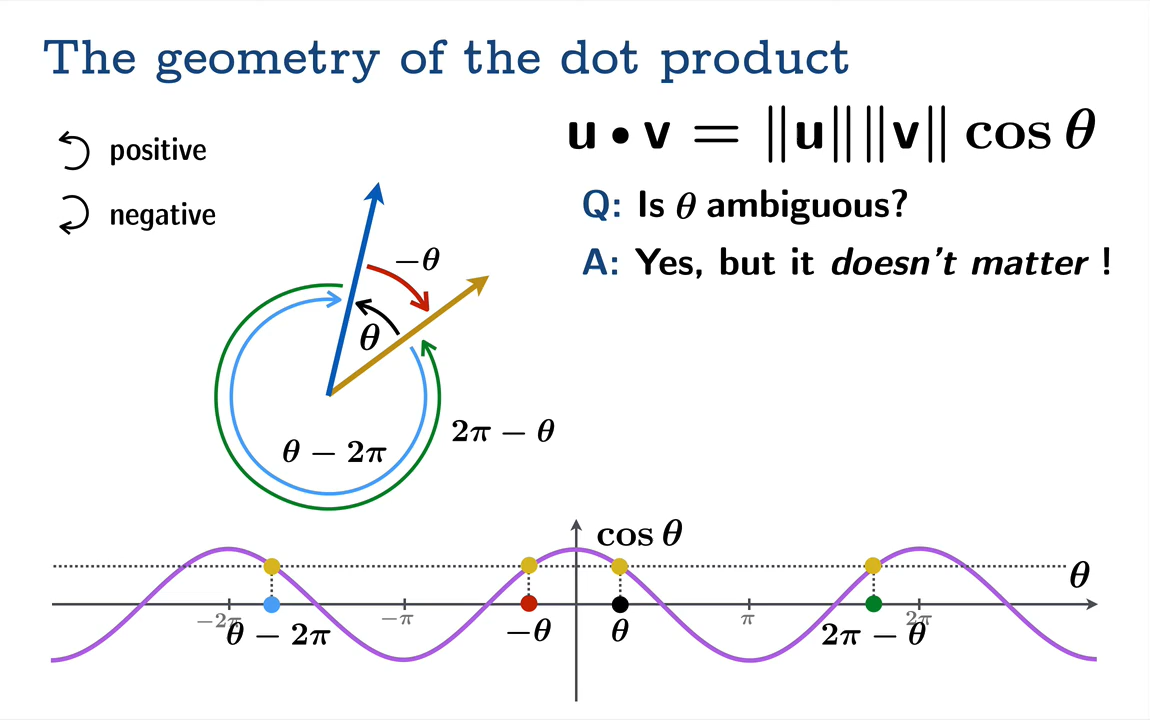 The geometry of the dot product
u • v = ‖u‖ ‖v‖ cos θ
positive
negative
Q: Is θ ambiguous?
A: Yes, but it doesn't matter !
−θ
θ
2π − θ
θ − 2π
cos θ
θ
−2π
−π
π
2π
θ − 2π
−θ
θ
2π − θ